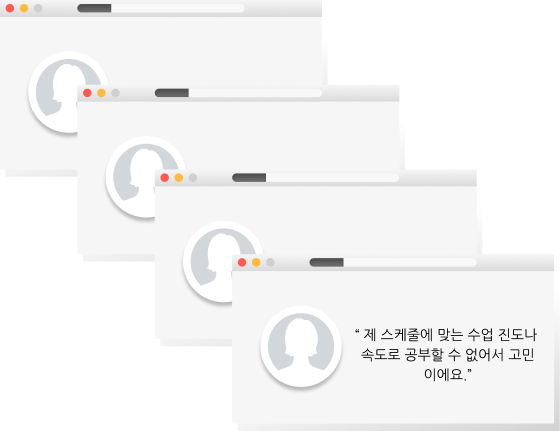 “ 제 스케줄에 맞는 수업 진도나
속도로 공부할 수 없어서 고민
이에요.”